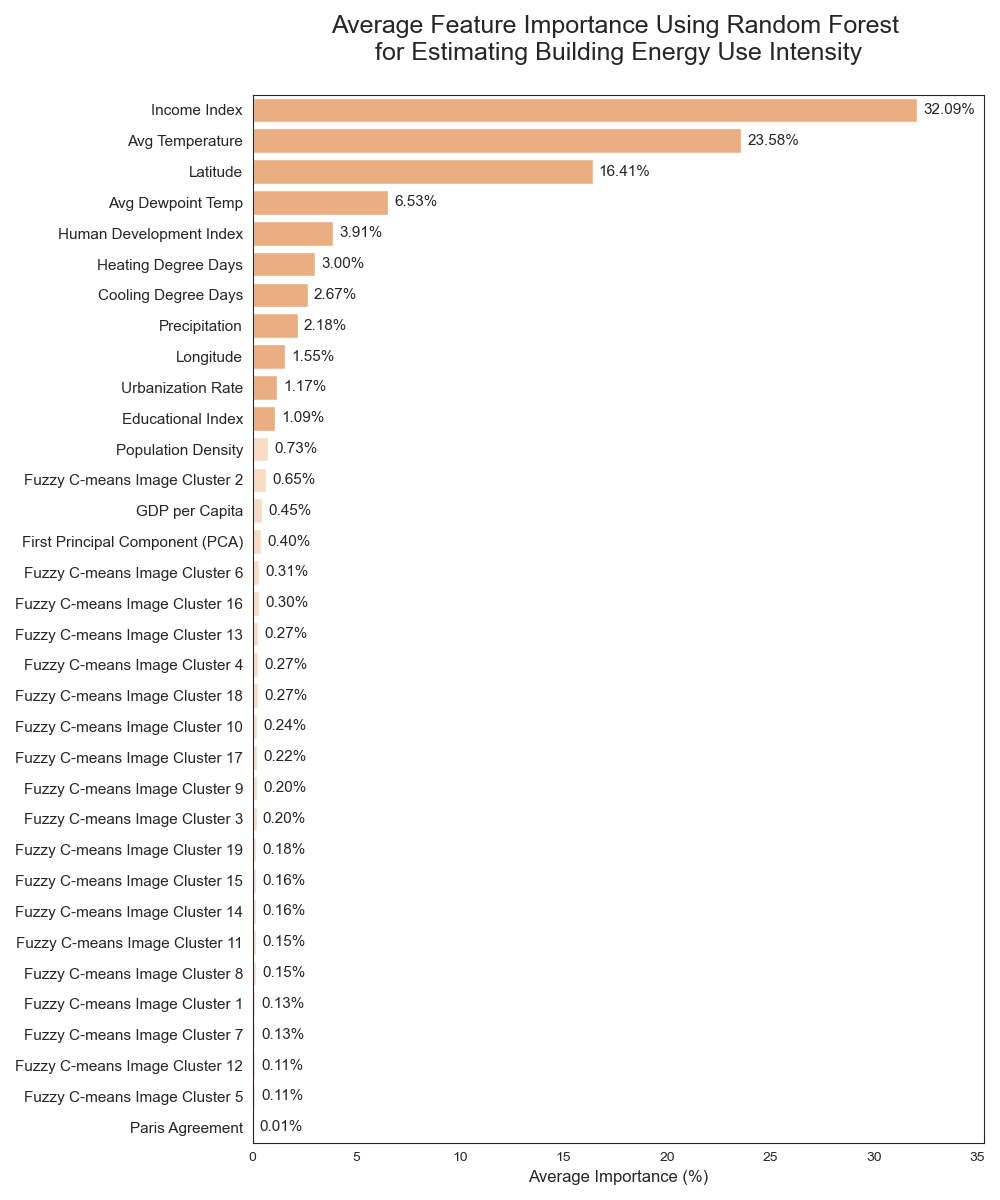 Average Feature Importance Using Random Forest
for Estimating Building Energy Use Intensity
Income Index 32.09%
Avg Temperature 23.58%
Latitude 16.41%
Avg Dewpoint Temp 6.53%
Human Development Index 3.91%
Heating Degree Days 3.00%
Cooling Degree Days 2.67%
Precipitation 2.18%
Longitude 1.55%
Urbanization Rate 1.17%
Educational Index 1.09%
Population Density 0.73%
Fuzzy C-means Image Cluster 2 0.65%
GDP per Capita 0.45%
First Principal Component (PCA) 0.40%
Fuzzy C-means Image Cluster 6 0.31%
Fuzzy C-means Image Cluster 16 0.30%
Fuzzy C-means Image Cluster 13 0.27%
Fuzzy C-means Image Cluster 4 0.27%
Fuzzy C-means Image Cluster 18 0.27%
Fuzzy C-means Image Cluster 10 0.24%
Fuzzy C-means Image Cluster 17 0.22%
Fuzzy C-means Image Cluster 9 0.20%
Fuzzy C-means Image Cluster 3 0.20%
Fuzzy C-means Image Cluster 19 0.18%
Fuzzy C-means Image Cluster 15 0.16%
Fuzzy C-means Image Cluster 14 0.16%
Fuzzy C-means Image Cluster 11 0.15%
Fuzzy C-means Image Cluster 8 0.15%
Fuzzy C-means Image Cluster 1 0.13%
Fuzzy C-means Image Cluster 7 0.13%
Fuzzy C-means Image Cluster 12 0.11%
Fuzzy C-means Image Cluster 5 0.11%
Paris Agreement 0.01%
0 5 10 15 20 25 30 35
Average Importance (%)